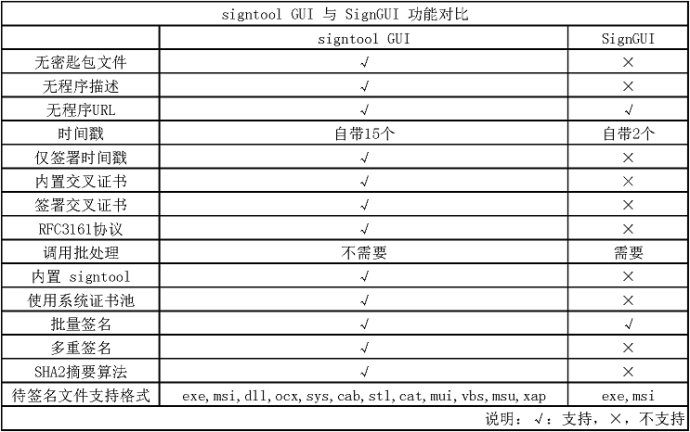 signtool GUI 与 SignGUI 功能对比
signtool GUI SignGUI
无密匙包文件 √ ×
无程序描述 √ ×
无程序URL √ √
时间戳 自带15个 自带2个
仅签署时间戳 √ ×
内置交叉证书 √ ×
签署交叉证书 √ ×
RFC3161协议 √ ×
调用批处理 不需要 需要
内置 signtool √ ×
使用系统证书池 √ ×
批量签名 √ √
多重签名 √ ×
SHA2摘要算法 √ ×
待签名文件支持格式 exe,msi,dll,ocx,sys,cab,stl,cat,mui,vbs,msu,xap exe,msi
说明：√：支持，×，不支持